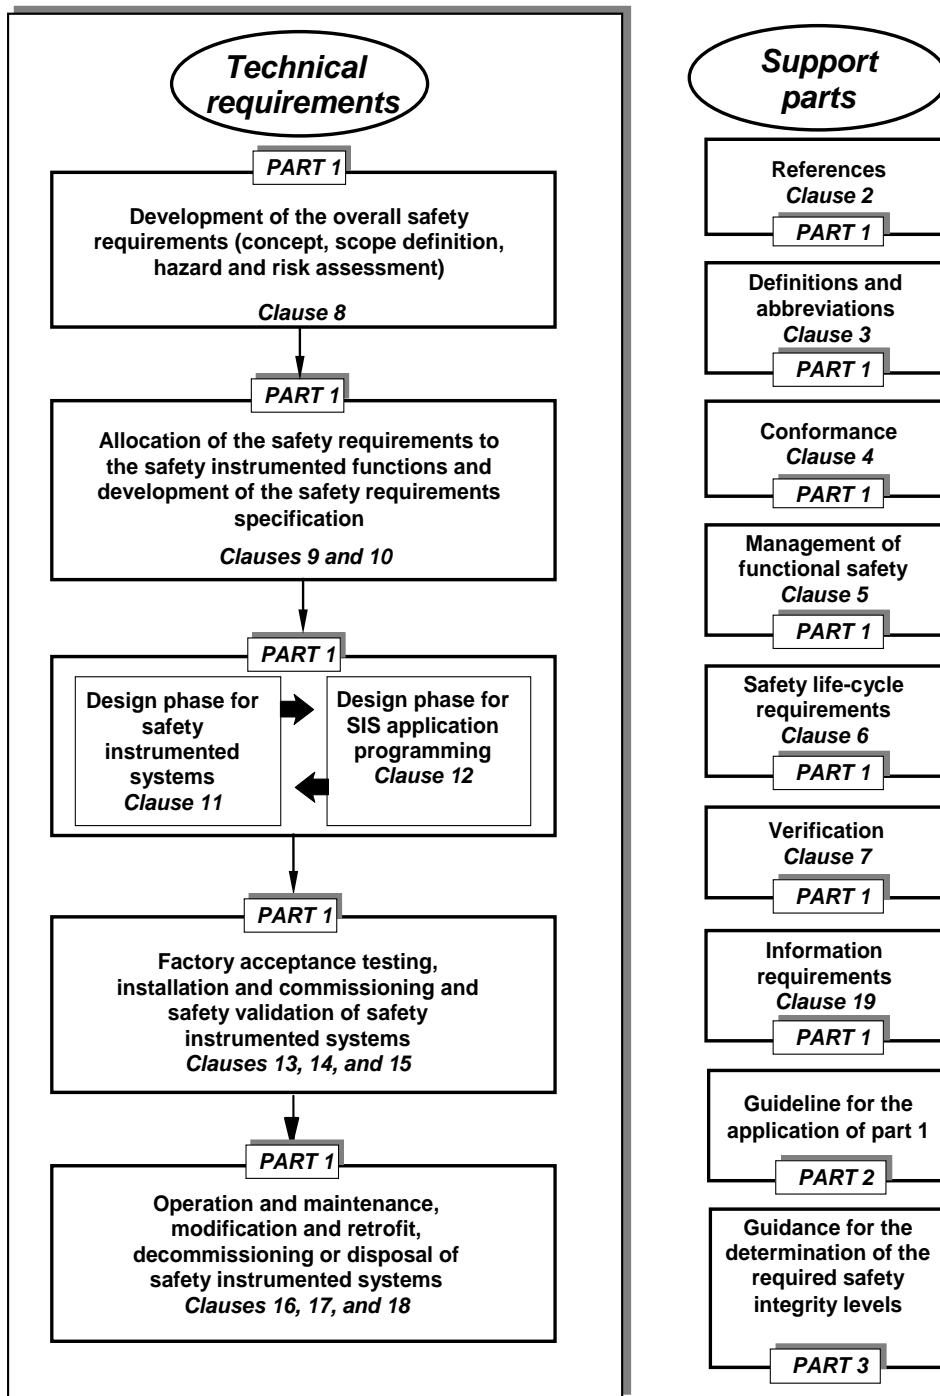 Technical
requirements
PART 1
Development of the overall safety
requirements (concept, scope definition,
hazard and risk assessment)
Clause 8
PART 1
Allocation of the safety requirements to
the safety instrumented functions and
development of the safety requirements
specification
Clauses 9 and 10
PART 1
Design phase for
safety
instrumented
systems
Clause 11
Design phase for
SIS application
programming
Clause 12
PART 1
Factory acceptance testing,
installation and commissioning and
safety validation of safety
instrumented systems
Clauses 13, 14, and 15
PART 1
Operation and maintenance,
modification and retrofit,
decommissioning or disposal of
safety instrumented systems
Clauses 16, 17, and 18
Support
parts
References
Clause 2
PART 1
Definitions and
abbreviations
Clause 3
PART 1
Conformance
Clause 4
PART 1
Management of
functional safety
Clause 5
PART 1
Safety life-cycle
requirements
Clause 6
PART 1
Verification
Clause 7
PART 1
Information
requirements
Clause 19
PART 1
Guideline for the
application of part 1
PART 2
Guidance for the
determination of the
required safety
integrity levels
PART 3